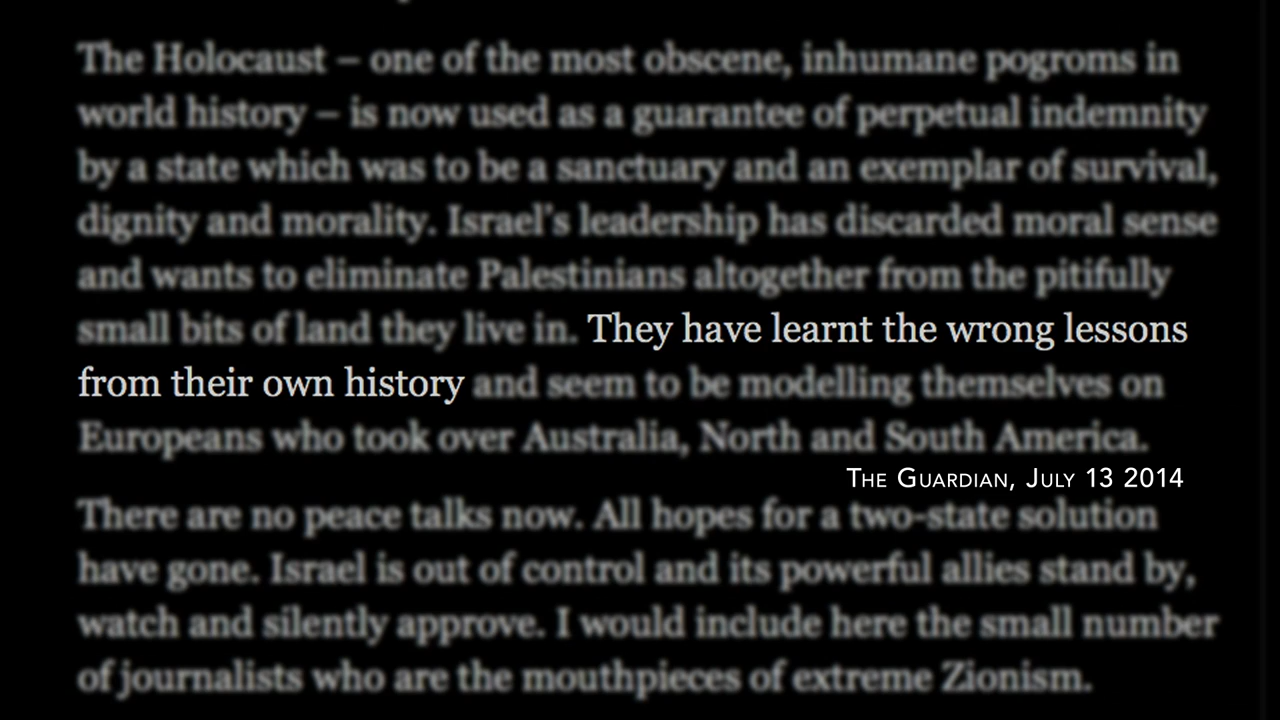 The Holocaust – one of the most obscene, inhumane pogroms in
world history – is now used as a guarantee of perpetual indemnity
by a state which was to be a sanctuary and an exemplar of survival,
dignity and morality. Israel's leadership has discarded moral sense
and wants to eliminate Palestinians altogether from the pitifully
small bits of land they live in. They have learnt the wrong lessons
from their own history and seem to be modelling themselves on
Europeans who took over Australia, North and South America.
The Guardian, July 13 2014
There are no peace talks now. All hopes for a two-state solution
have gone. Israel is out of control and its powerful allies stand by,
watch and silently approve. I would include here the small number
of journalists who are the mouthpieces of extreme Zionism.